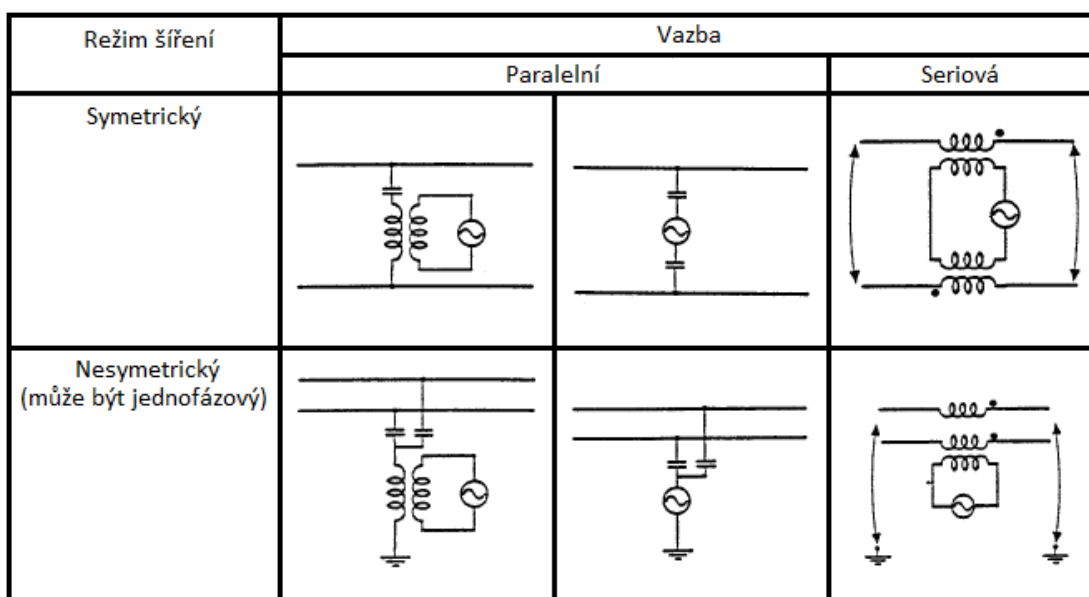 Režim šíření
Vazba
Paralelní
Seriová
Symetrický
Nesymetrický
(může být jednofázový)